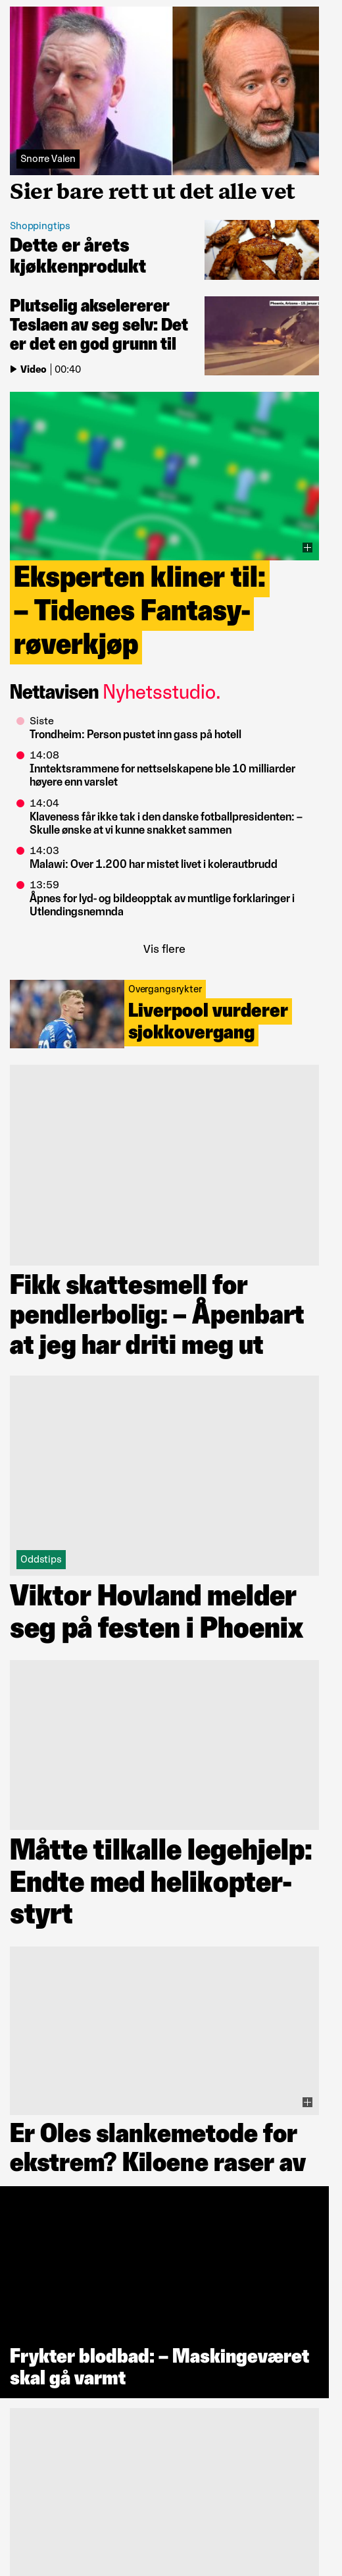 Snorre Valen
Sier bare rett ut det alle vet
Shoppingtips
Dette er årets
kjøkkenprodukt
Plutselig akselererer
Teslaen av seg selv: Det
er det en god grunn til
Video | 00:40
Eksperten kliner til:
– Tidenes Fantasy-
røverkjøp
Nettavisen Nyhetsstudio.
Siste
Trondheim: Person pustet inn gass på hotell
14:08
Inntektsrammene for nettselskapene ble 10 milliarder
høyere enn varslet
14:04
Klaveness får ikke tak i den danske fotballpresidenten: –
Skulle ønske at vi kunne snakket sammen
14:03
Malawi: Over 1.200 har mistet livet i kolerautbrudd
13:59
Åpnes for lyd- og bildeopptak av muntlige forklaringer i
Utlendingsnemnda
Vis flere
Overgangsrykter
Liverpool vurderer
sjokkovergang
Fikk skattesmell for
pendlerbolig: – Åpenbart
at jeg har driti meg ut
Oddstips
Viktor Hovland melder
seg på festen i Phoenix
Måtte tilkalle legehjelp:
Endte med helikopter-
styrt
Er Oles slankemetode for
ekstrem? Kiloene raser av
Frykter blodbad: – Maskingeværet
skal gå varmt